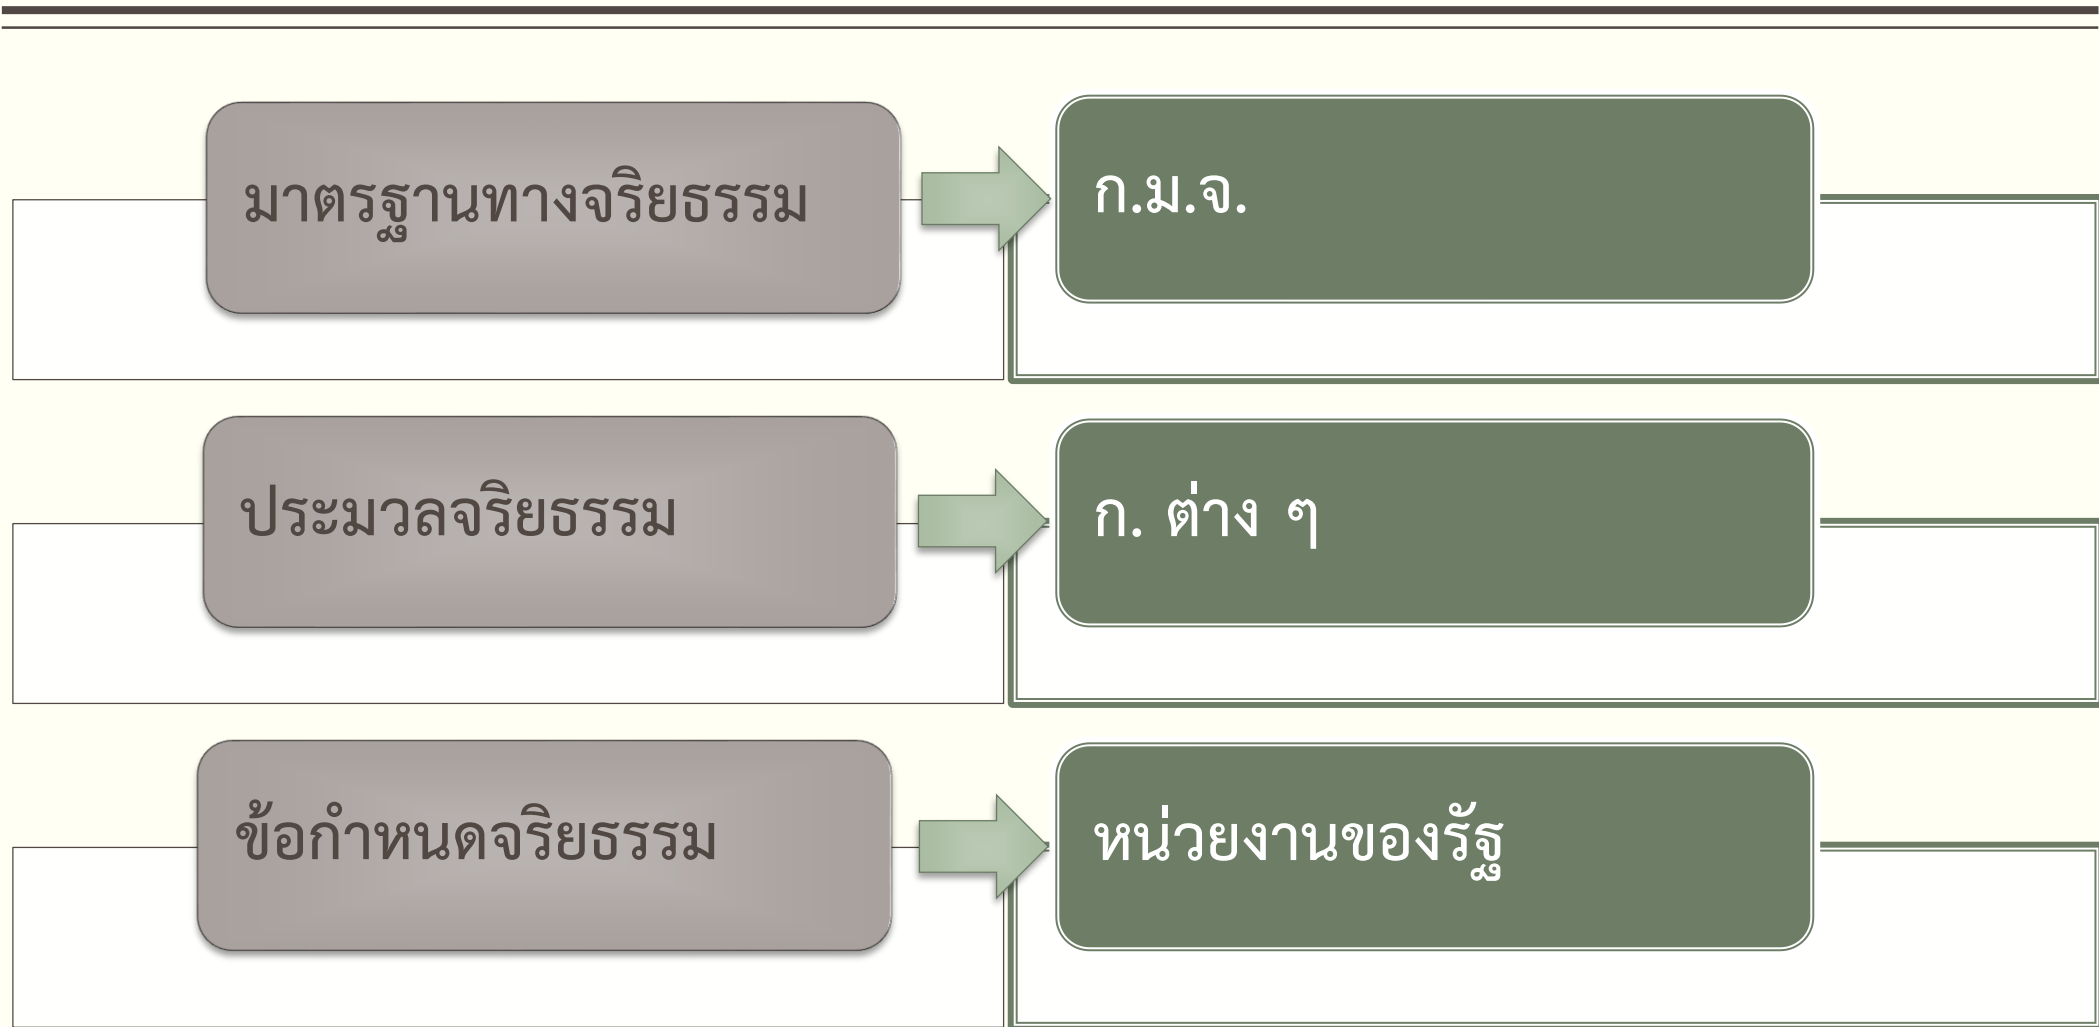 มาตรฐานทางจริยธรรม
ก.ม.จ.
ประมวลจริยธรรม
ก. ต่าง ๆ
ข้อกำหนดจริยธรรม
หน่วยงานของรัฐ